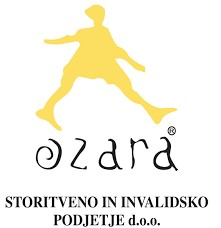 ozara®
STORITVENO IN INVALIDSKO
PODJETJE d.o.o.